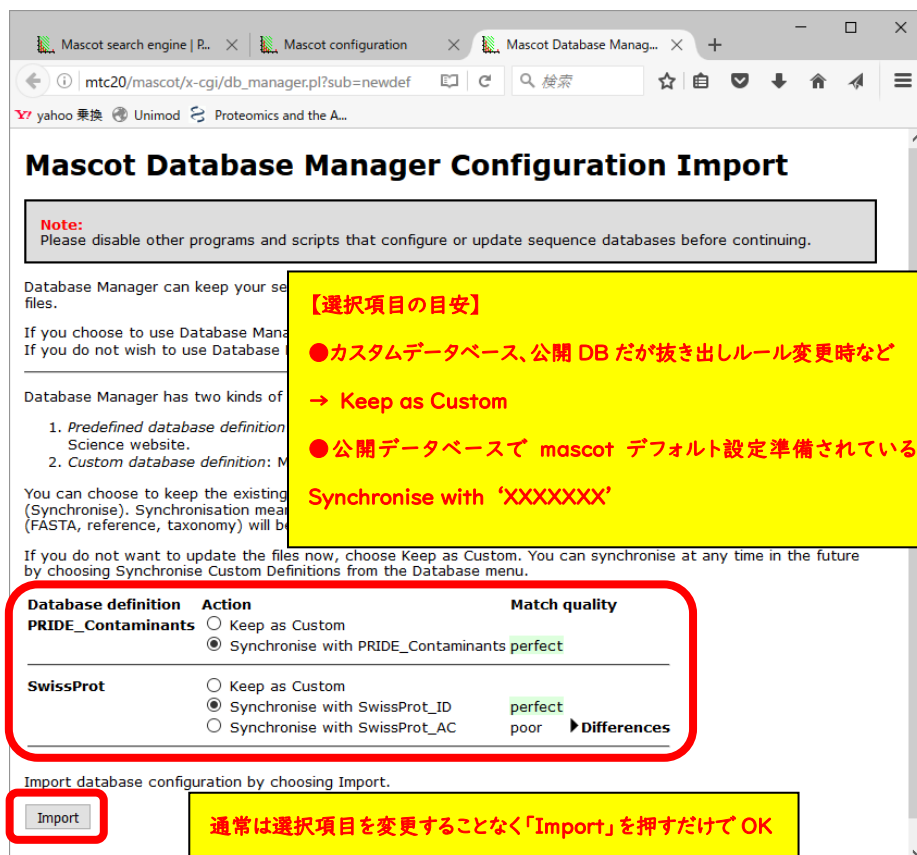 Mascot search engine | P...
Mascot configuration
Mascot Database Manag...
mtc20/mascot/x-cgi/db_manager.pl?sub=newdef
検索
yahoo 乗換
Unimod
Proteomics and the A...
Mascot Database Manager Configuration Import
Note:
Please disable other programs and scripts that configure or update sequence databases before continuing.
Database Manager can keep your se
files.
If you choose to use Database Mana
If you do not wish to use Database
Database Manager has two kinds of
1. Predefined database definition
Science website.
2. Custom database definition: M
You can choose to keep the existing
(Synchronise). Synchronisation mea
(FASTA, reference, taxonomy) will be
【選択項目の目安】
●カスタムデータベース、公開 DB だが抜き出しルール変更時など
→ Keep as Custom
●公開データベースで mascot デフォルト設定準備されている
Synchronise with ‘XXXXXXX’
If you do not want to update the files now, choose Keep as Custom. You can synchronise at any time in the future
by choosing Synchronise Custom Definitions from the Database menu.
Database definition Action Match quality
PRIDE_Contaminants Keep as Custom
Synchronise with PRIDE_Contaminants perfect
SwissProt Keep as Custom
Synchronise with SwissProt_ID perfect
Synchronise with SwissProt_AC poor Differences
Import database configuration by choosing Import.
Import
通常は選択項目を変更することなく「Import」を押すだけで OK